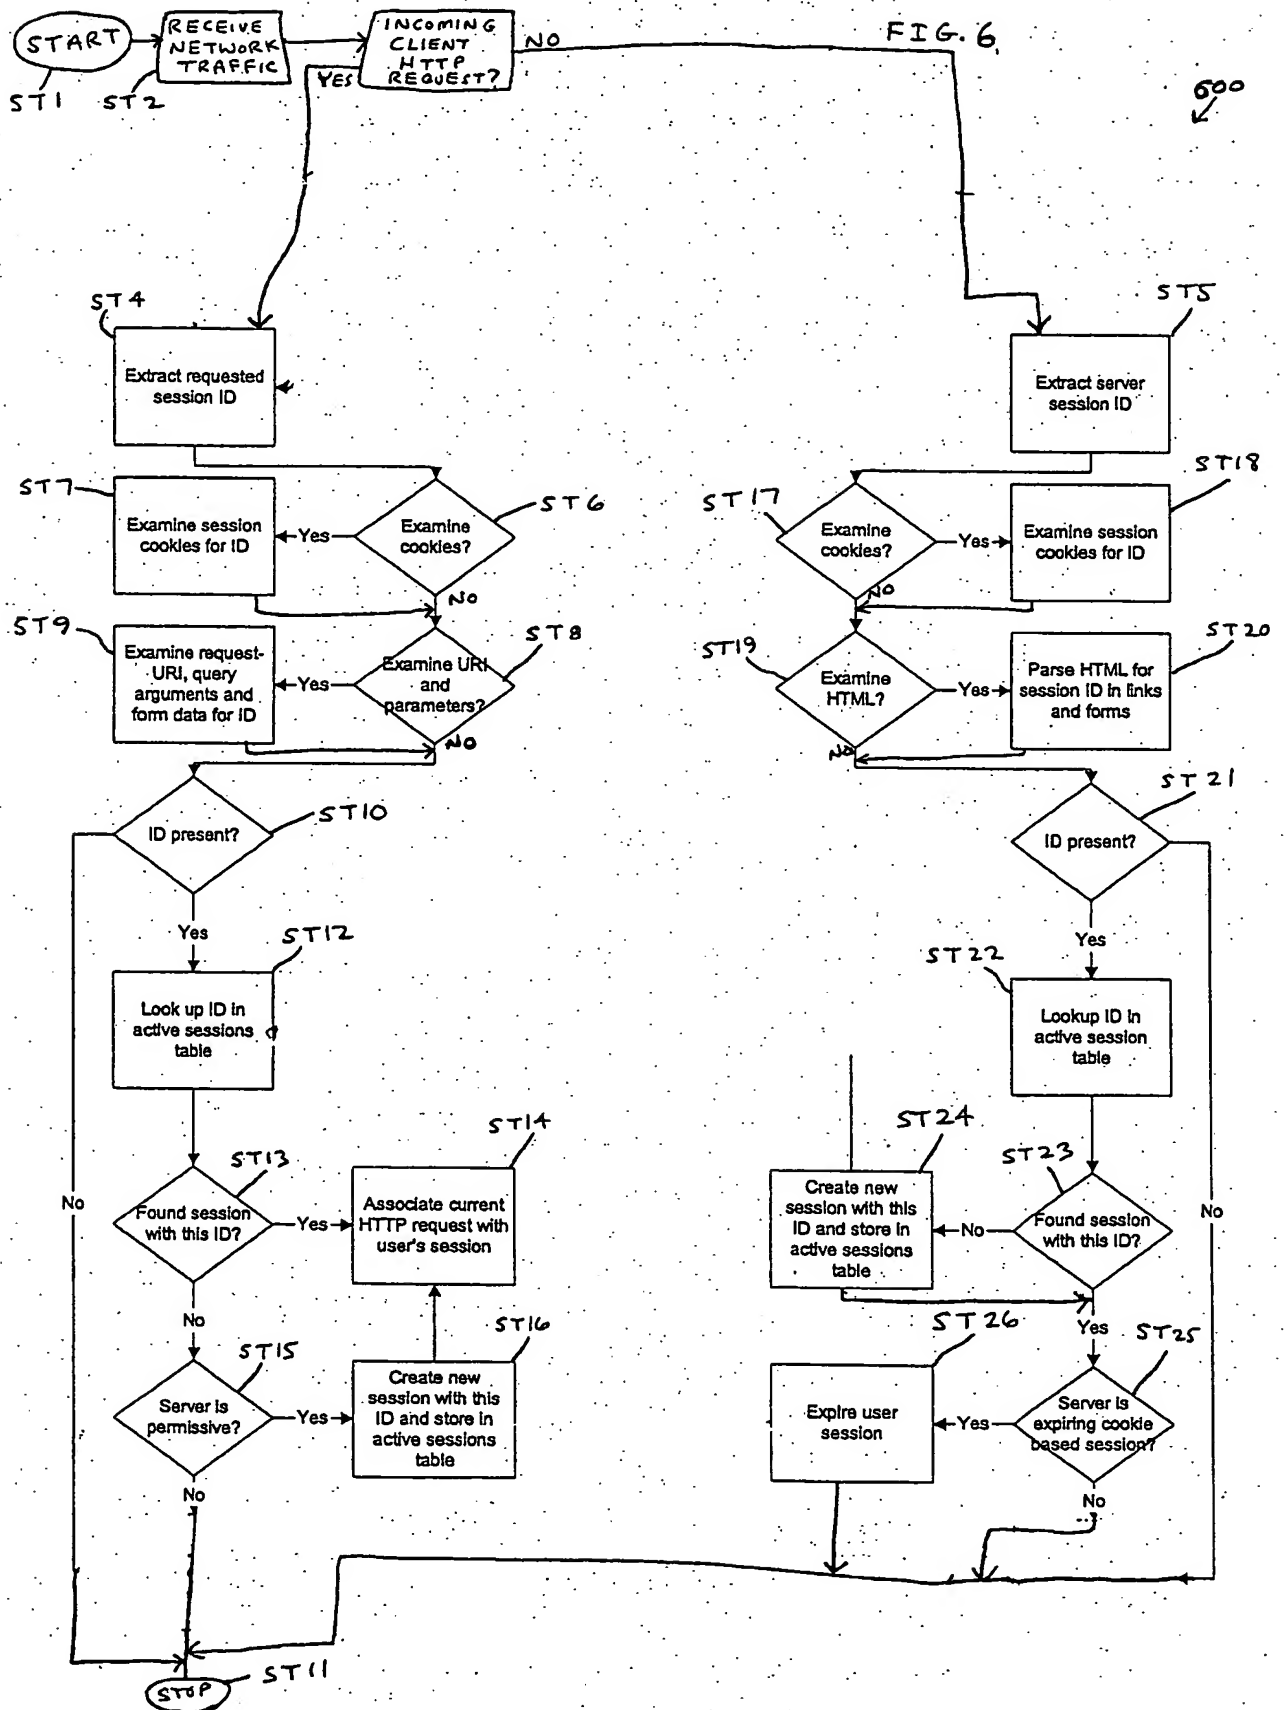 FIG. 6.
600
START
ST1
RECEIVE
NETWORK
TRAFFIC
ST2
INCOMING
CLIENT
HTTP
REQUEST?
NO
YES
ST4
Extract requested
session ID
ST5
Extract server
session ID
ST7
Examine session
cookies for ID
Yes
Examine
cookies?
ST6
NO
ST17
Examine
cookies?
Yes
NO
ST18
Examine session
cookies for ID
ST9
Examine request-
URI, query
arguments and
form data for ID
Yes
Examine URI
and
parameters?
ST8
NO
ST19
Examine
HTML?
Yes
NO
ST20
Parse HTML for
session ID in links
and forms
ID present?
ST10
Yes
No
ST21
ID present?
Yes
No
ST12
Look up ID in
active sessions
table
ST22
Lookup ID in
active session
table
ST13
Found session
with this ID?
Yes
No
ST14
Associate current
HTTP request with
user's session
ST24
Create new
session with this
ID and store in
active sessions
table
No
ST23
Found session
with this ID?
Yes
ST15
Server is
permissive?
Yes
No
ST16
Create new
session with this
ID and store in
active sessions
table
ST26
Expire user
session
Yes
ST25
Server is
expiring cookie
based session?
No
STOP
ST11